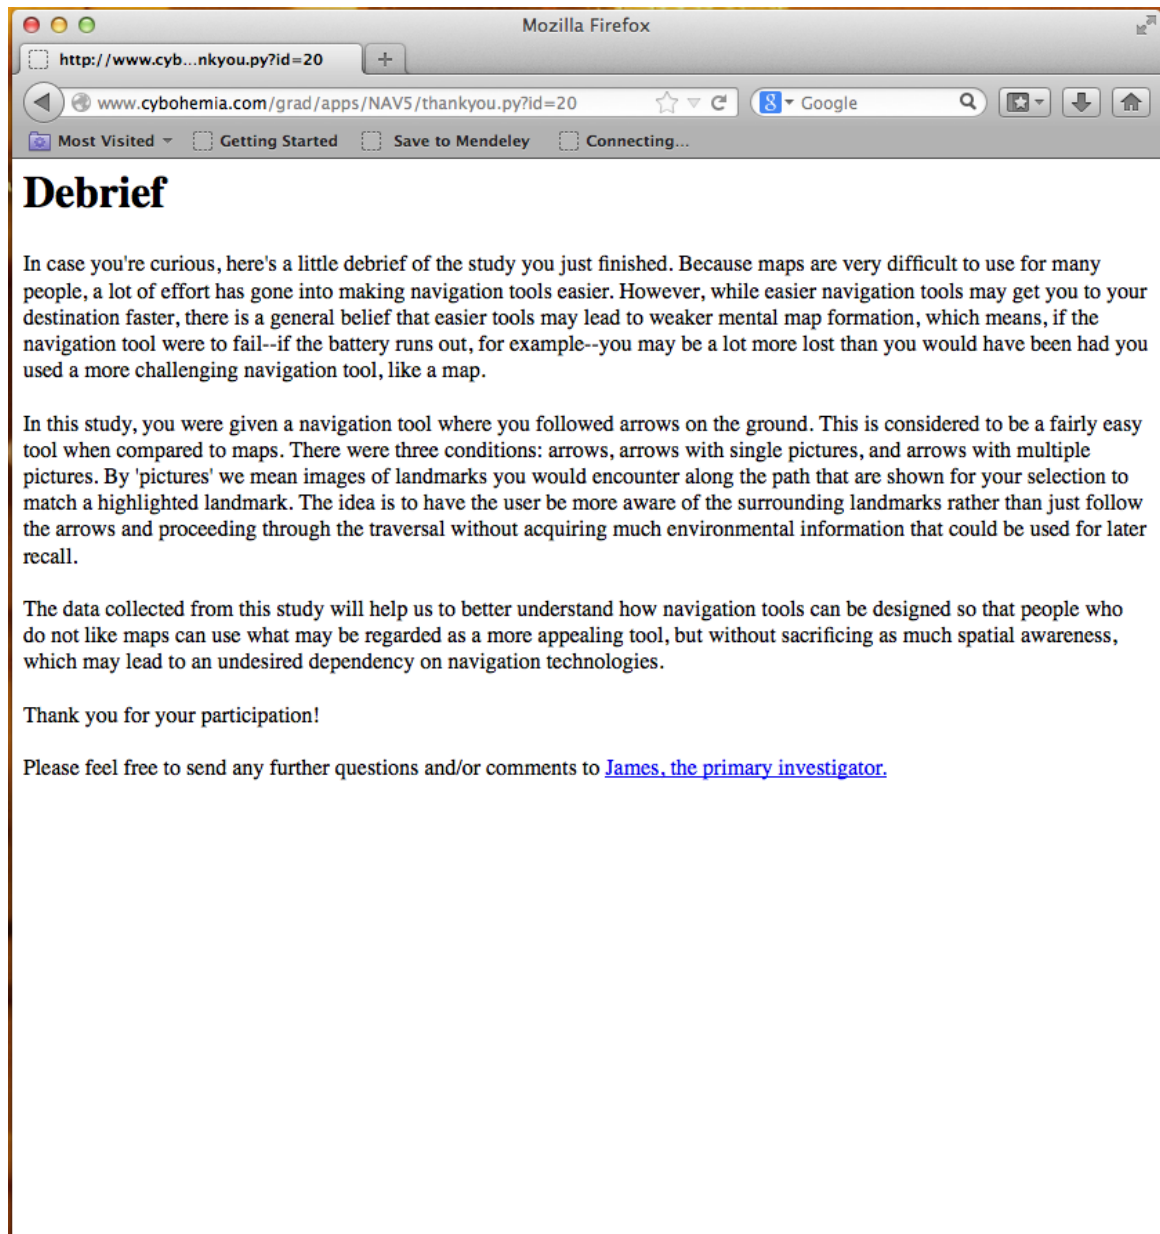 Mozilla Firefox
http://www.cyb...nkyou.py?id=20
www.cybohemia.com/grad/apps/NAV5/thankyou.py?id=20
Google
Most Visited
Getting Started
Save to Mendeley
Connecting...
Debrief
In case you're curious, here's a little debrief of the study you just finished. Because maps are very difficult to use for many
people, a lot of effort has gone into making navigation tools easier. However, while easier navigation tools may get you to your
destination faster, there is a general belief that easier tools may lead to weaker mental map formation, which means, if the
navigation tool were to fail--if the battery runs out, for example--you may be a lot more lost than you would have been had you
used a more challenging navigation tool, like a map.
In this study, you were given a navigation tool where you followed arrows on the ground. This is considered to be a fairly easy
tool when compared to maps. There were three conditions: arrows, arrows with single pictures, and arrows with multiple
pictures. By 'pictures' we mean images of landmarks you would encounter along the path that are shown for your selection to
match a highlighted landmark. The idea is to have the user be more aware of the surrounding landmarks rather than just follow
the arrows and proceeding through the traversal without acquiring much environmental information that could be used for later
recall.
The data collected from this study will help us to better understand how navigation tools can be designed so that people who
do not like maps can use what may be regarded as a more appealing tool, but without sacrificing as much spatial awareness,
which may lead to an undesired dependency on navigation technologies.
Thank you for your participation!
Please feel free to send any further questions and/or comments to James, the primary investigator.